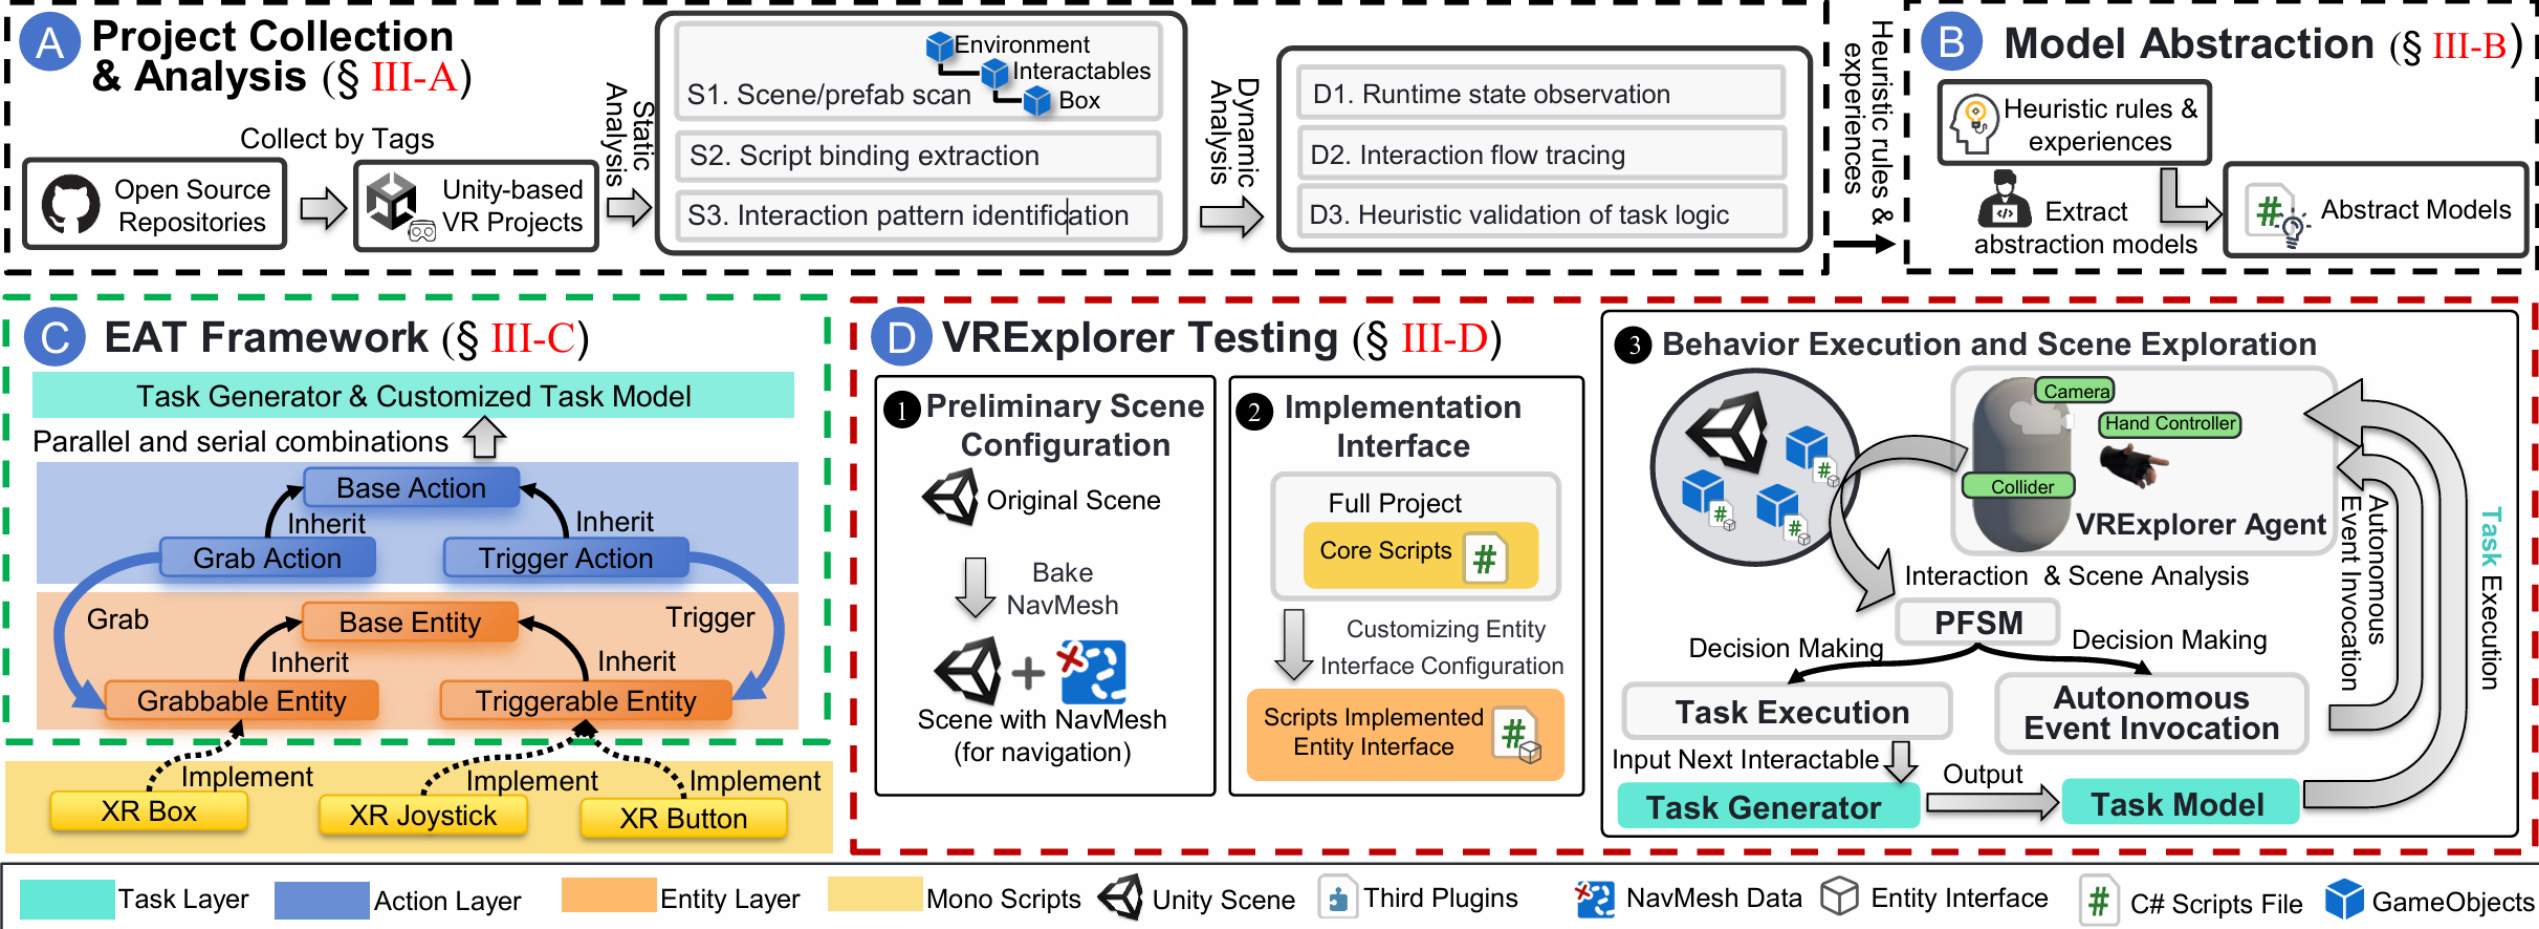 A
Project Collection
& Analysis (§ III-A)
Collect by Tags
Open Source
Repositories
Unity-based
VR Projects
Static
Analysis
Environment
Interactables
Box
S1. Scene/prefab scan
S2. Script binding extraction
S3. Interaction pattern identification
Dynamic
Analysis
D1. Runtime state observation
D2. Interaction flow tracing
D3. Heuristic validation of task logic
Heuristic rules &
experiences
B
Model Abstraction (§ III-B)
Heuristic rules &
experiences
Extract
abstraction models
#
Abstract Models
C
EAT Framework (§ III-C)
Task Generator & Customized Task Model
Parallel and serial combinations
Base Action
Inherit
Inherit
Grab Action
Trigger Action
Grab
Trigger
Base Entity
Inherit
Inherit
Grabbable Entity
Triggerable Entity
Implement
Implement
Implement
XR Box
XR Joystick
XR Button
D
VRExplorer Testing (§ III-D)
1
Preliminary Scene
Configuration
Original Scene
Bake
NavMesh
+
Scene with NavMesh
(for navigation)
2
Implementation
Interface
Full Project
Core Scripts
#
Customizing Entity
Interface Configuration
Scripts Implemented
Entity Interface
#
3
Behavior Execution and Scene Exploration
#
#
#
Camera
Hand Controller
Collider
VRExplorer Agent
Interaction & Scene Analysis
PFSM
Decision Making
Decision Making
Task Execution
Autonomous
Event Invocation
Input Next Interactable
Task Generator
Output
Task Model
Autonomous
Event Invocation
Task Execution
Task Layer
Action Layer
Entity Layer
Mono Scripts
Unity Scene
Third Plugins
NavMesh Data
Entity Interface
#
C# Scripts File
GameObjects